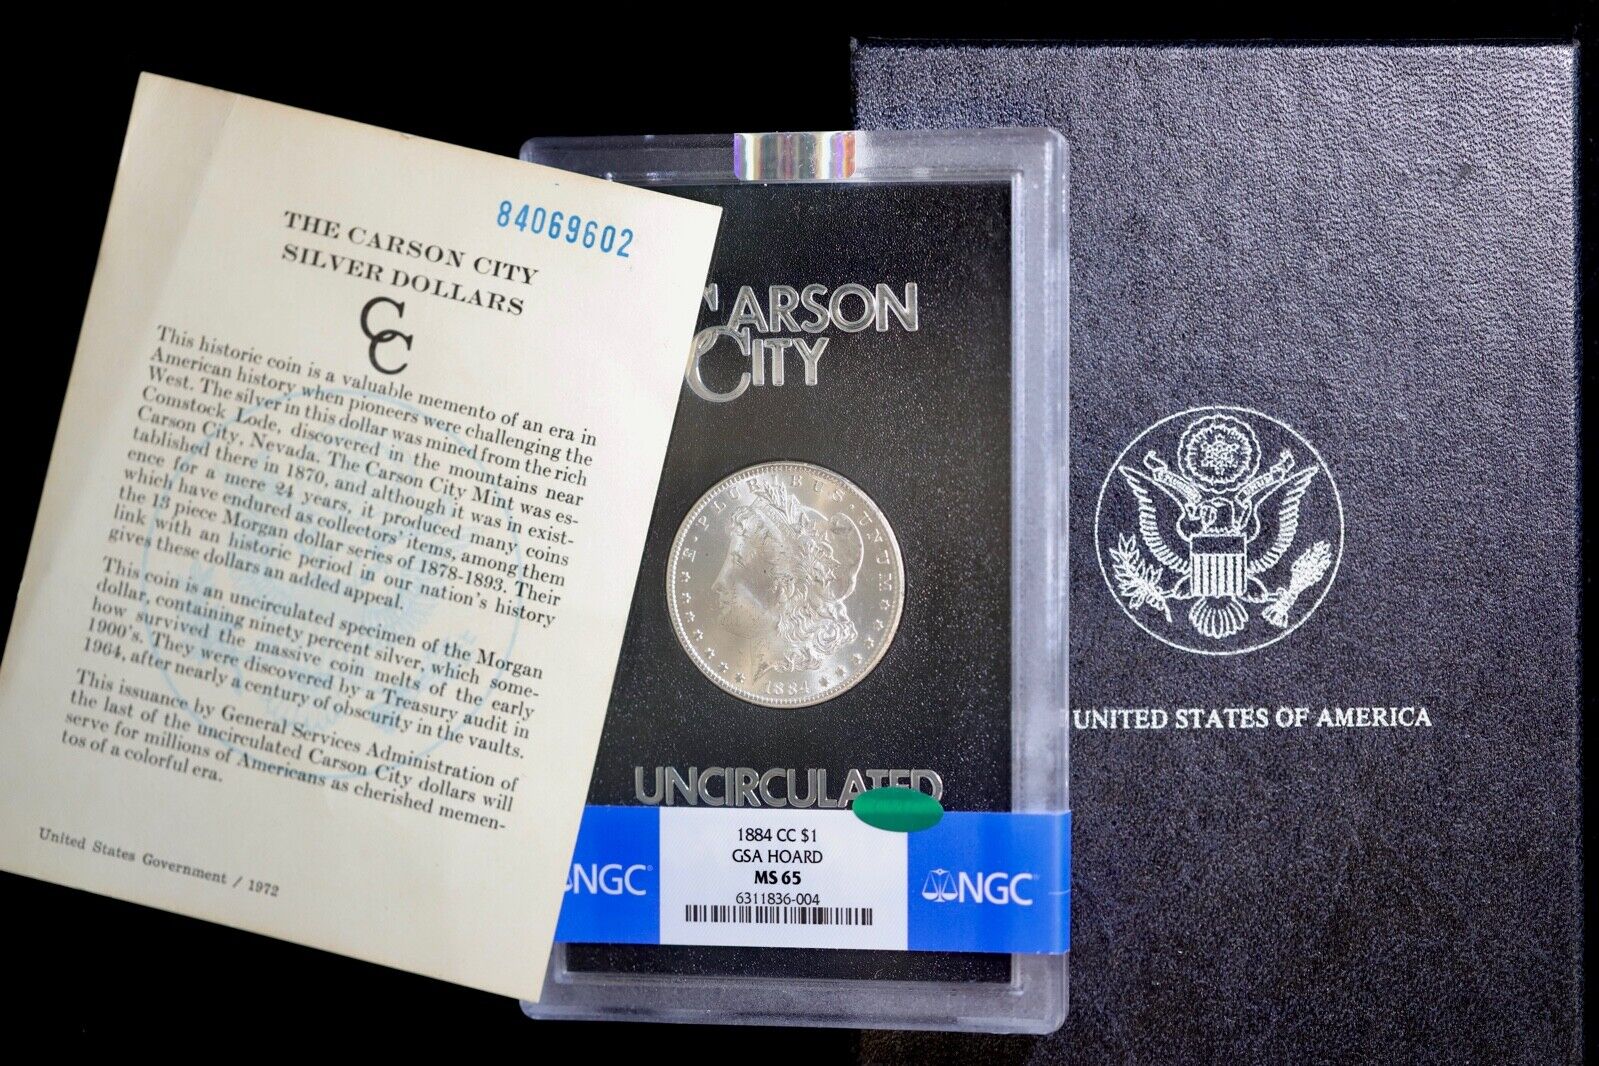 84069602
THE CARSON CITY
SILVER DOLLARS
CC
This historic coin is a valuable memento of an era in
American history when pioneers were challenging the
West. The silver in this dollar was mined from the rich
Comstock Lode, discovered in the mountains near
Carson City, Nevada. The Carson City Mint was es-
tablished there in 1870, and although it was in exist-
ence for a mere 24 years, it produced many coins
which have endured as collectors' items, among them
the 13 piece Morgan dollar series of 1878-1893. Their
link with an historic period in our nation's history
gives these dollars an added appeal.
This coin is an uncirculated specimen of the Morgan
dollar, containing ninety percent silver, which some-
how survived the massive coin melts of the early
1900's. They were discovered by a Treasury audit in
1964, after nearly a century of obscurity in the vaults.
This issuance by General Services Administration of
the last of the uncirculated Carson City dollars will
serve for millions of Americans as cherished memen-
tos of a colorful era.
United States Government / 1972
CARSON
CITY
E · PLURIBUS · UNUM
1884
UNCIRCULATED
NGC
1884 CC $1
GSA HOARD
MS 65
6311836-004
NGC
UNITED STATES OF AMERICA